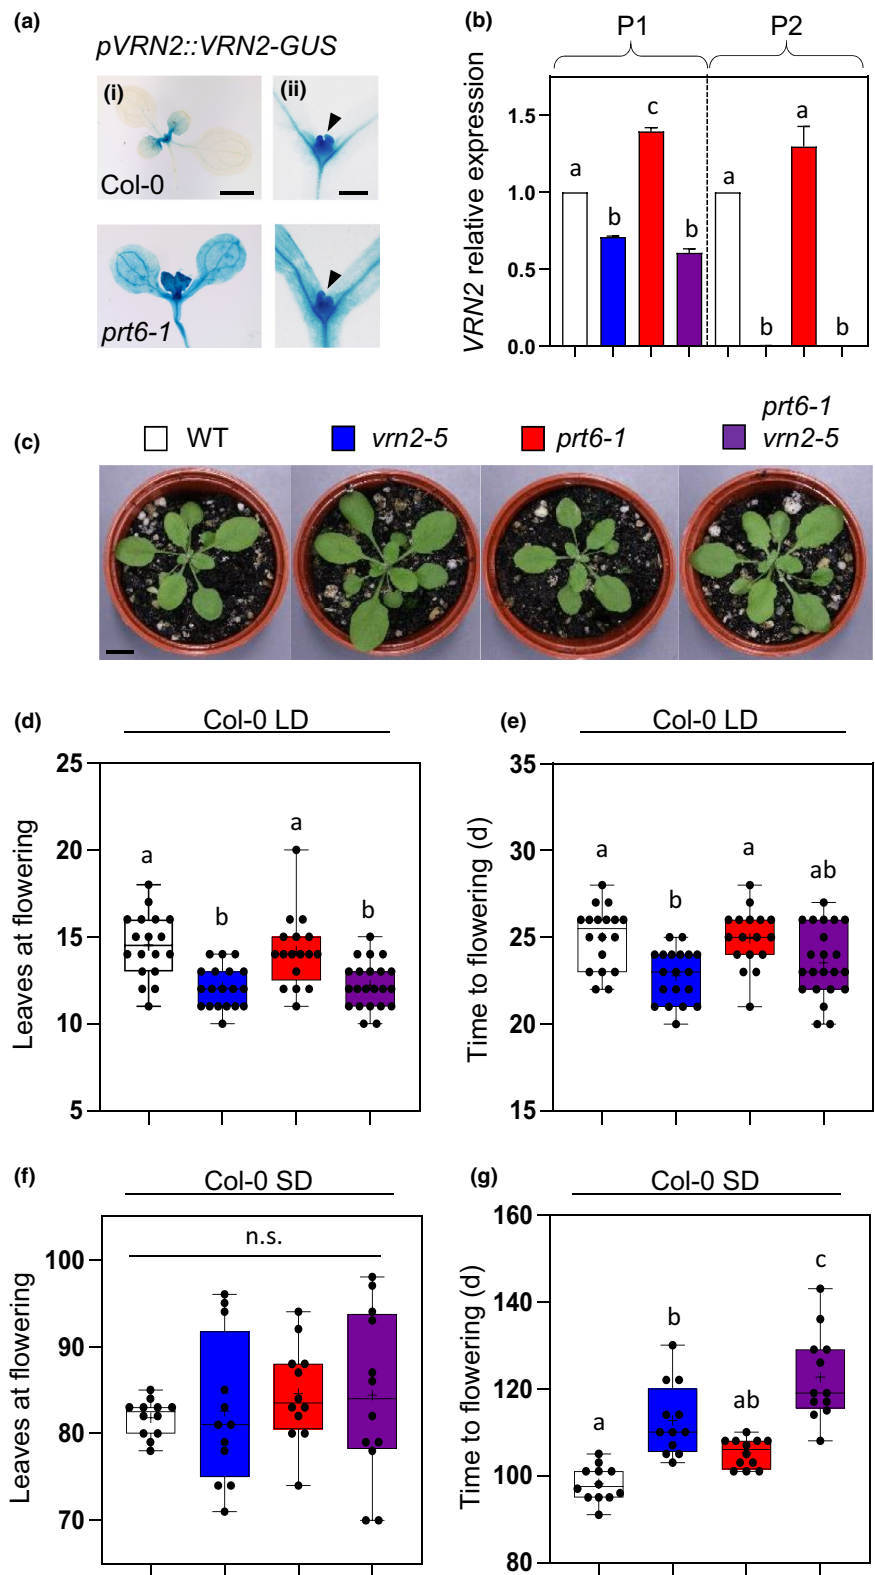 (a)
pVRN2::VRN2-GUS
(i)
(ii)
Col-0
prt6-1
(b)
P1
P2
VRN2 relative expression
1.5
1.0
0.5
0.0
a
b
c
b
a
b
a
b
(c)
WT
vrn2-5
prt6-1
prt6-1
vrn2-5
(d)
Col-0 LD
Leaves at flowering
25
20
15
10
5
a
b
a
b
(e)
Col-0 LD
Time to flowering (d)
35
30
25
20
15
a
b
a
ab
(f)
Col-0 SD
Leaves at flowering
100
90
80
70
n.s.
(g)
Col-0 SD
Time to flowering (d)
160
140
120
100
80
a
b
ab
c